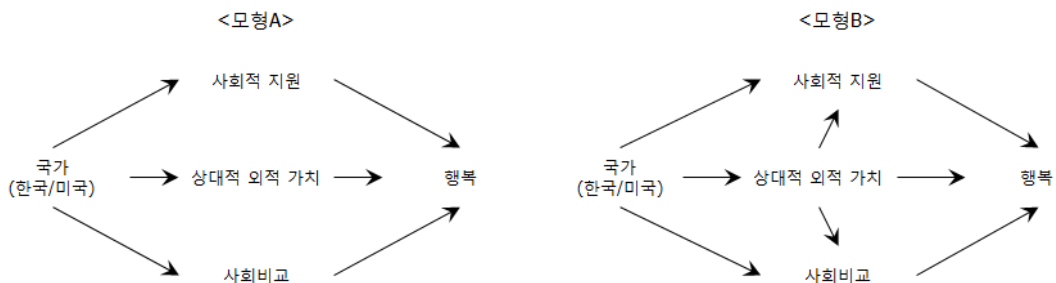 <모형A>
사회적 지원
국가
(한국/미국)
상대적 외적 가치
행복
사회비교
<모형B>
사회적 지원
국가
(한국/미국)
상대적 외적 가치
행복
사회비교